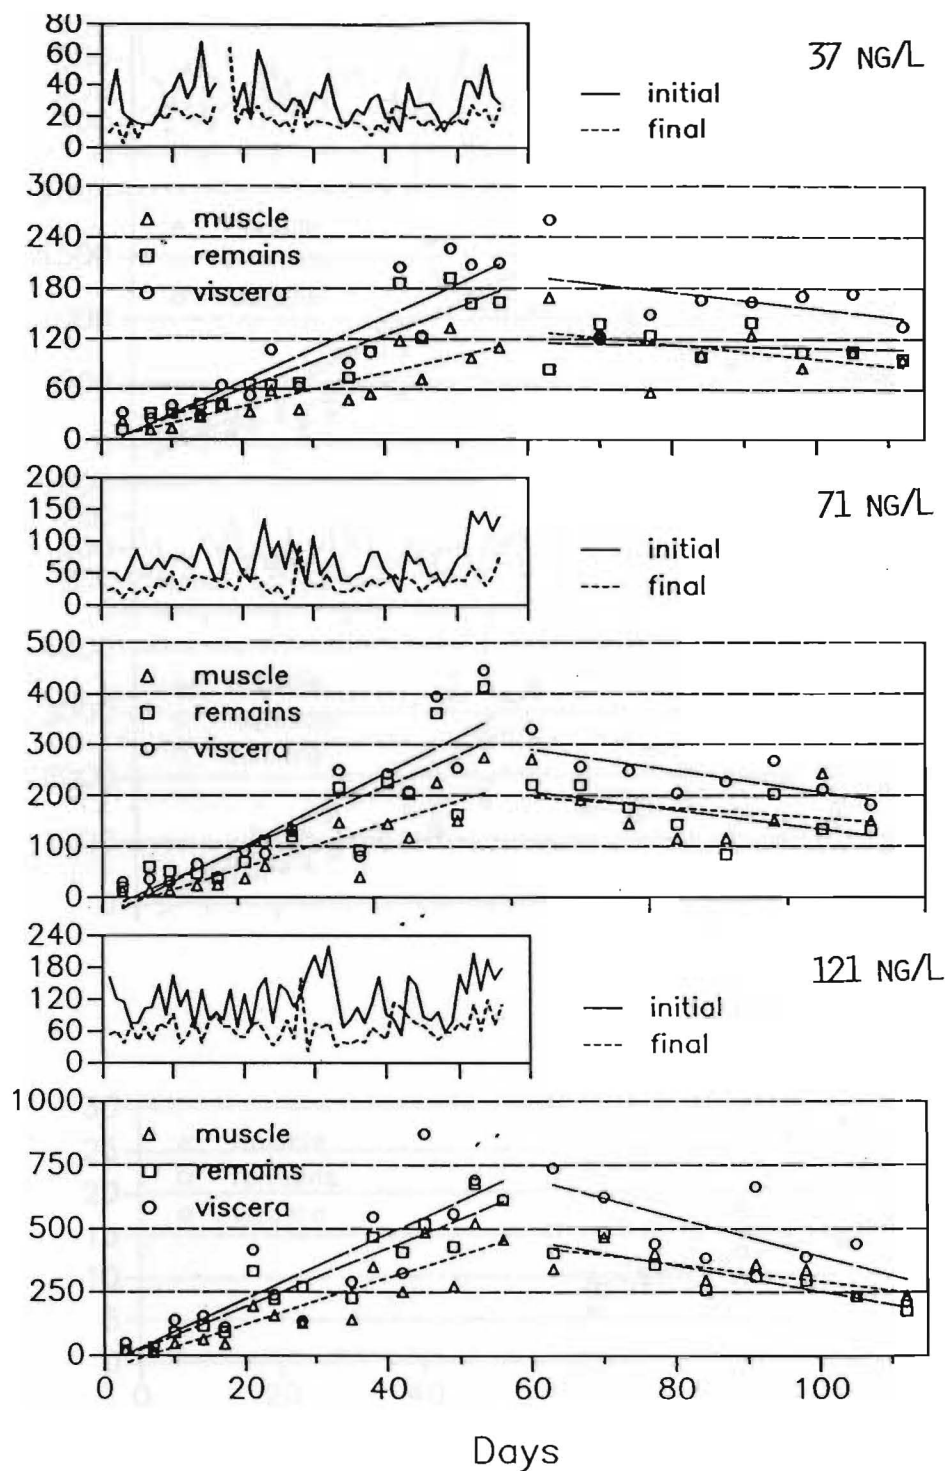 80
60
40
20
0
37 NG/L
initial
final
300
240
180
120
60
0
muscle
remains
viscera
200
150
100
50
0
71 NG/L
initial
final
500
400
300
200
100
0
muscle
remains
viscera
240
180
120
60
0
121 NG/L
initial
final
1000
750
500
250
0
muscle
remains
viscera
0 20 40 60 80 100
Days